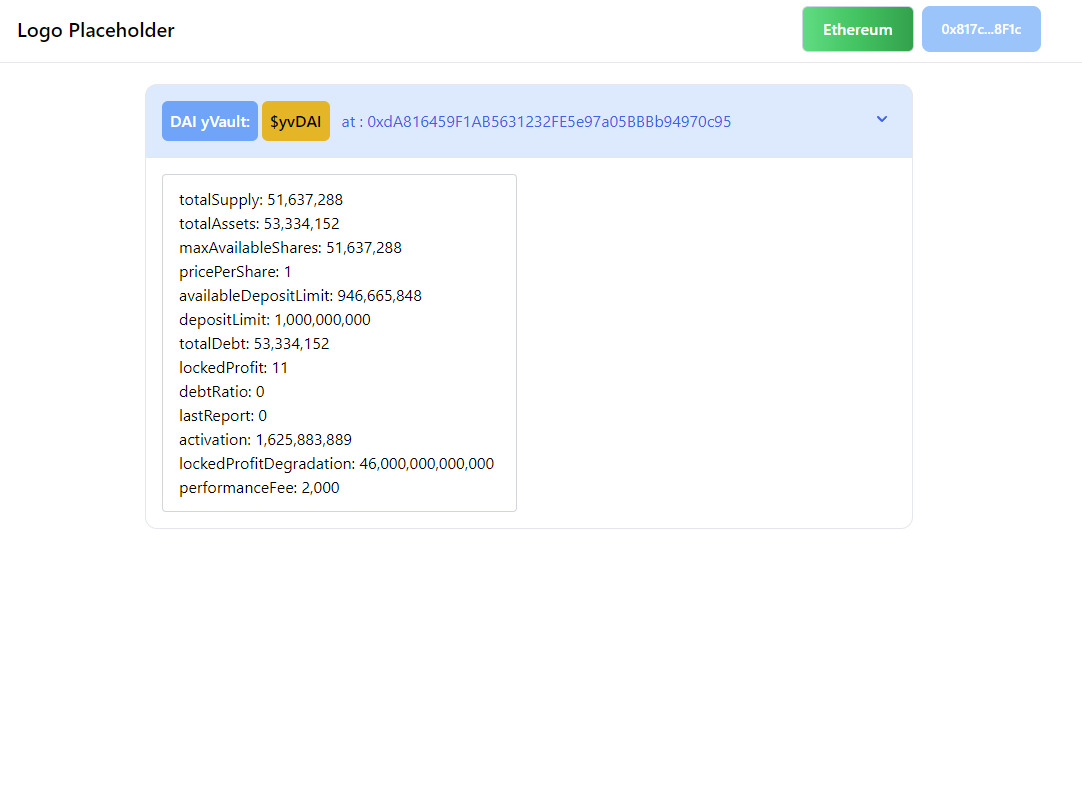 Logo Placeholder
Ethereum
0x817c...8F1c
DAI yVault:
$yvDAI
at : 0xdA816459F1AB5631232FE5e97a05BBBb94970c95
totalSupply: 51,637,288
totalAssets: 53,334,152
maxAvailableShares: 51,637,288
pricePerShare: 1
availableDepositLimit: 946,665,848
depositLimit: 1,000,000,000
totalDebt: 53,334,152
lockedProfit: 11
debtRatio: 0
lastReport: 0
activation: 1,625,883,889
lockedProfitDegradation: 46,000,000,000,000
performanceFee: 2,000